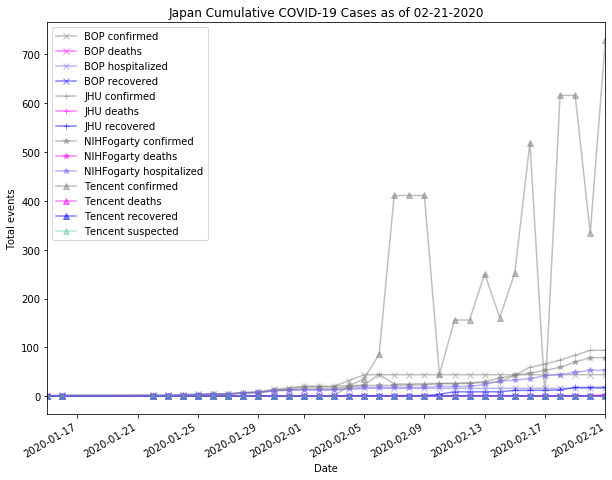 Japan Cumulative COVID-19 Cases as of 02-21-2020
BOP confirmed
BOP deaths
BOP hospitalized
BOP recovered
JHU confirmed
JHU deaths
JHU recovered
NIHFogarty confirmed
NIHFogarty deaths
NIHFogarty hospitalized
Tencent confirmed
Tencent deaths
Tencent recovered
Tencent suspected
Total events
700
600
500
400
300
200
100
0
2020-01-17
2020-01-21
2020-01-25
2020-01-29
2020-02-01
2020-02-05
2020-02-09
2020-02-13
2020-02-17
2020-02-21
Date